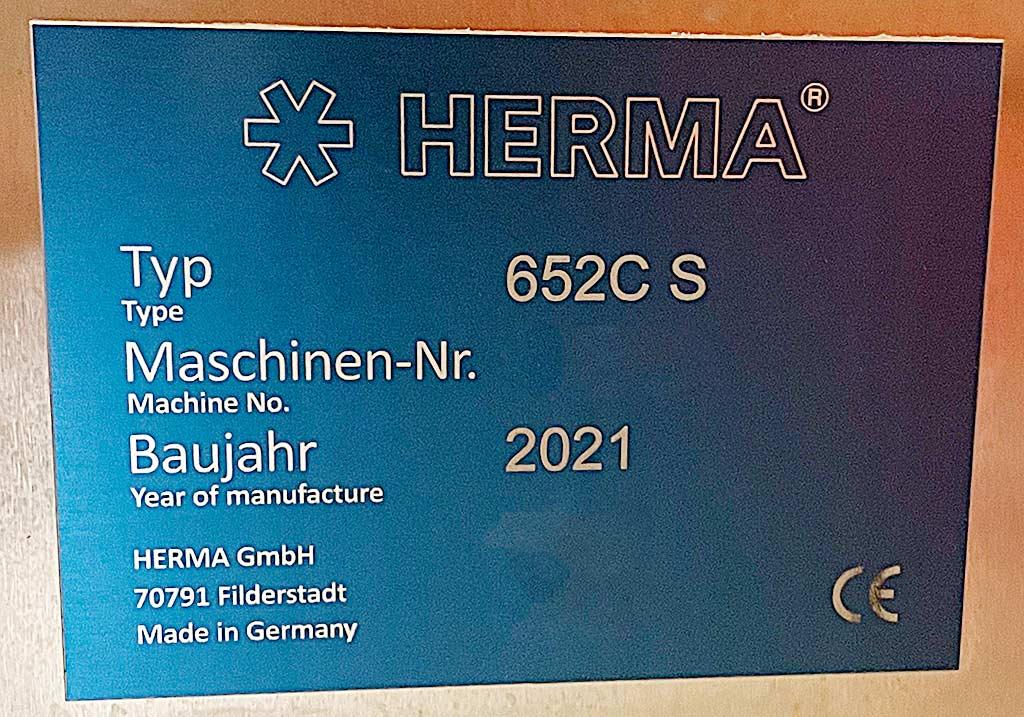 HERMA®
Typ 652C S
Type
Maschinen-Nr.
Machine No.
Baujahr 2021
Year of manufacture
HERMA GmbH
70791 Filderstadt
Made in Germany
CE